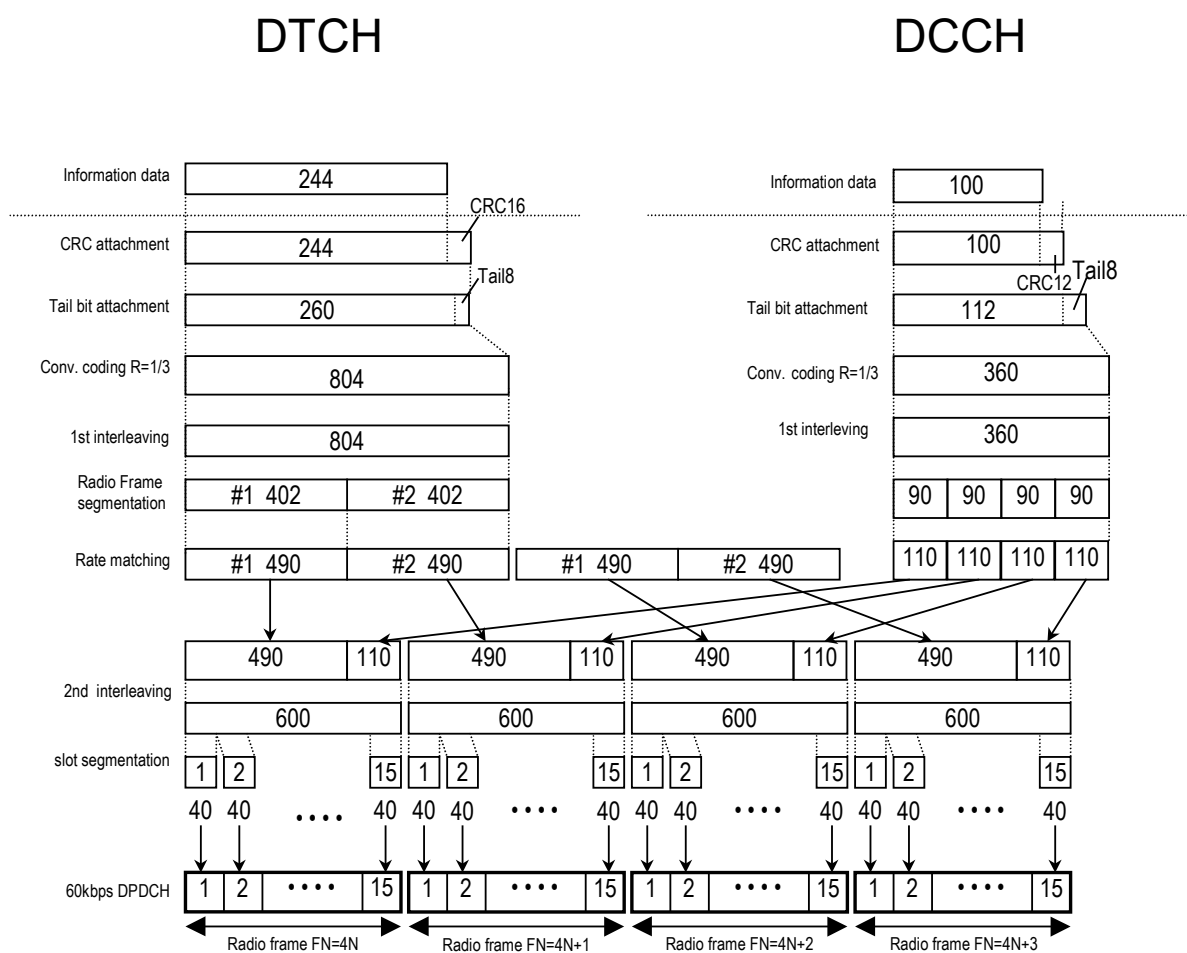 DTCH DCCH
Information data 244 Information data 100
CRC16
CRC attachment 244 CRC attachment 100
Tail8 CRC12 Tail8
Tail bit attachment 260 Tail bit attachment 112
Conv. coding R=1/3 804 Conv. coding R=1/3 360
1st interleaving 804 1st interleving 360
Radio Frame
segmentation #1 402 #2 402 90 90 90 90
Rate matching #1 490 #2 490 #1 490 #2 490 110 110 110 110
490 110 490 110 490 110 490 110
2nd interleaving
600 600 600 600
slot segmentation 1 2 15 1 2 15 1 2 15 1 2 15
40 40 •••• 40 40 40 •••• 40 40 40 •••• 40 40 40 •••• 40
60kbps DPDCH 1 2 •••• 15 1 2 •••• 15 1 2 •••• 15 1 2 •••• 15
Radio frame FN=4N Radio frame FN=4N+1 Radio frame FN=4N+2 Radio frame FN=4N+3